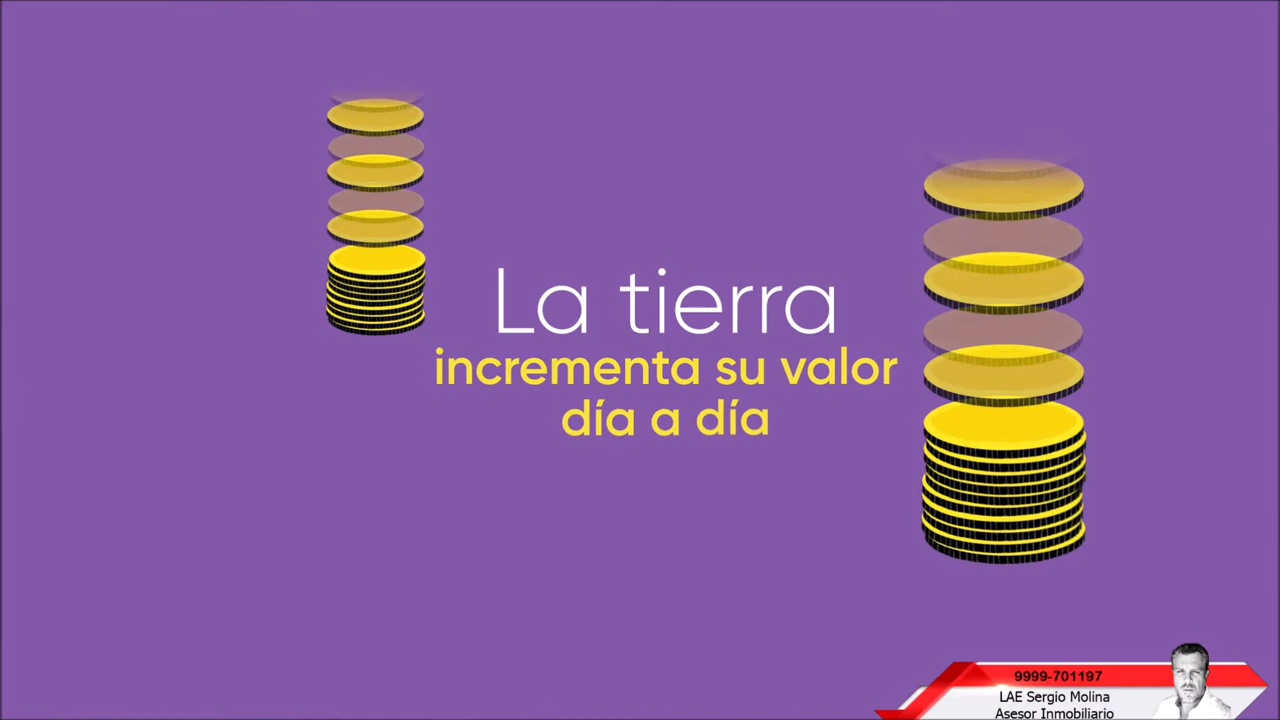 La tierra
incrementa su valor
día a día
9999-701197
LAE Sergio Molina
Asesor Inmobiliario